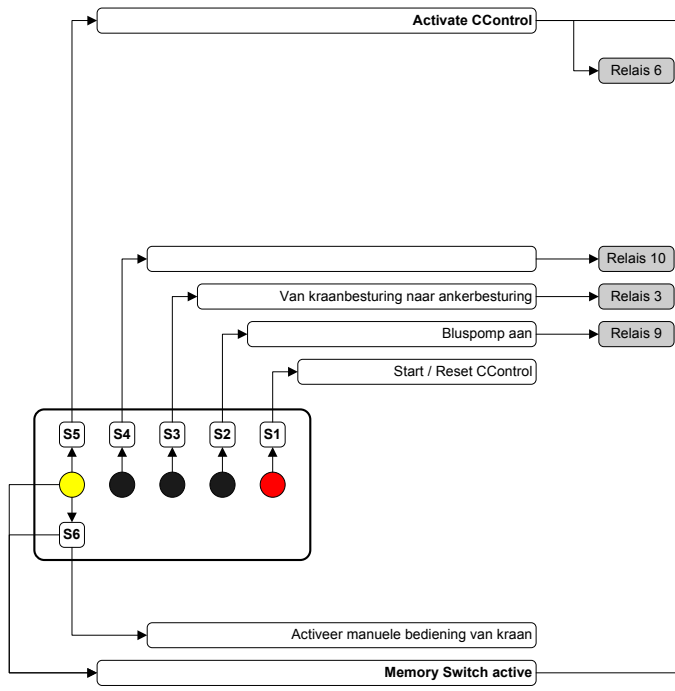 Activate CControl
Relais 6
Relais 10
Van kraanbesturing naar ankerbesturing
Relais 3
Bluspomp aan
Relais 9
Start / Reset CControl
S5
S4
S3
S2
S1
S6
Activeer manuele bediening van kraan
Memory Switch active